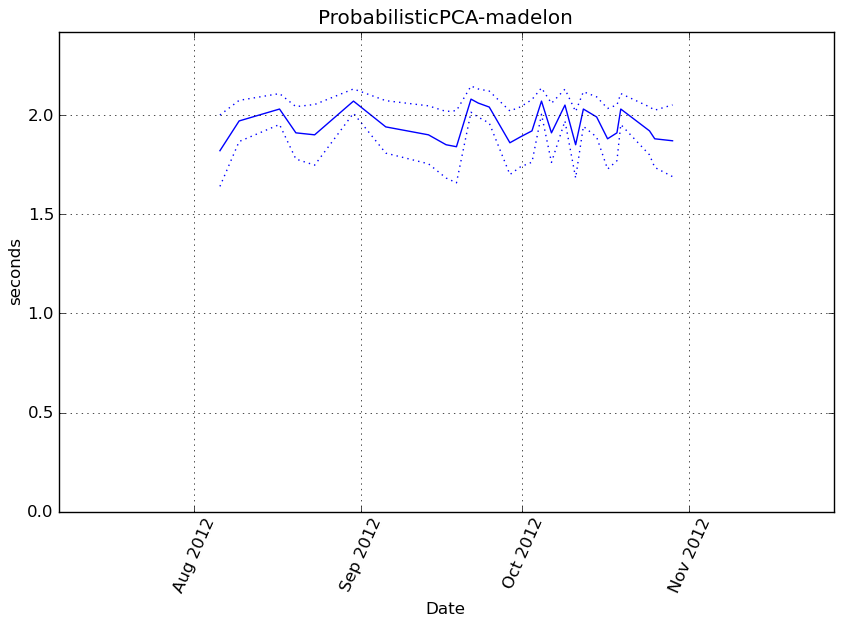 ProbabilisticPCA-madelon
2.0
1.5
1.0
0.5
0.0
seconds
Aug 2012
Sep 2012
Oct 2012
Nov 2012
Date